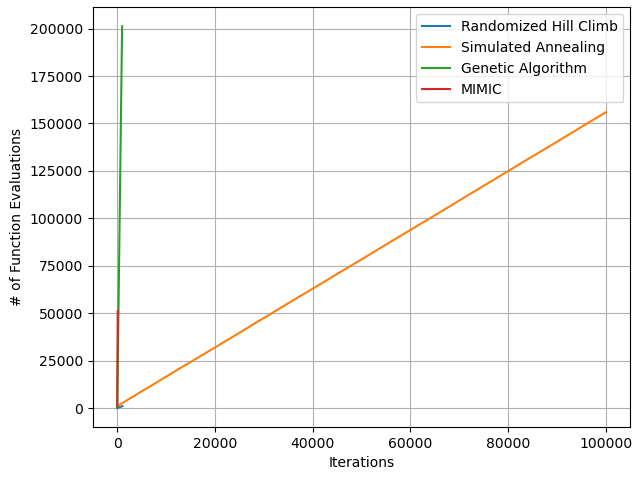 200000
175000
150000
125000
100000
75000
50000
25000
0
# of Function Evaluations
Randomized Hill Climb
Simulated Annealing
Genetic Algorithm
MIMIC
0 20000 40000 60000 80000 100000
Iterations